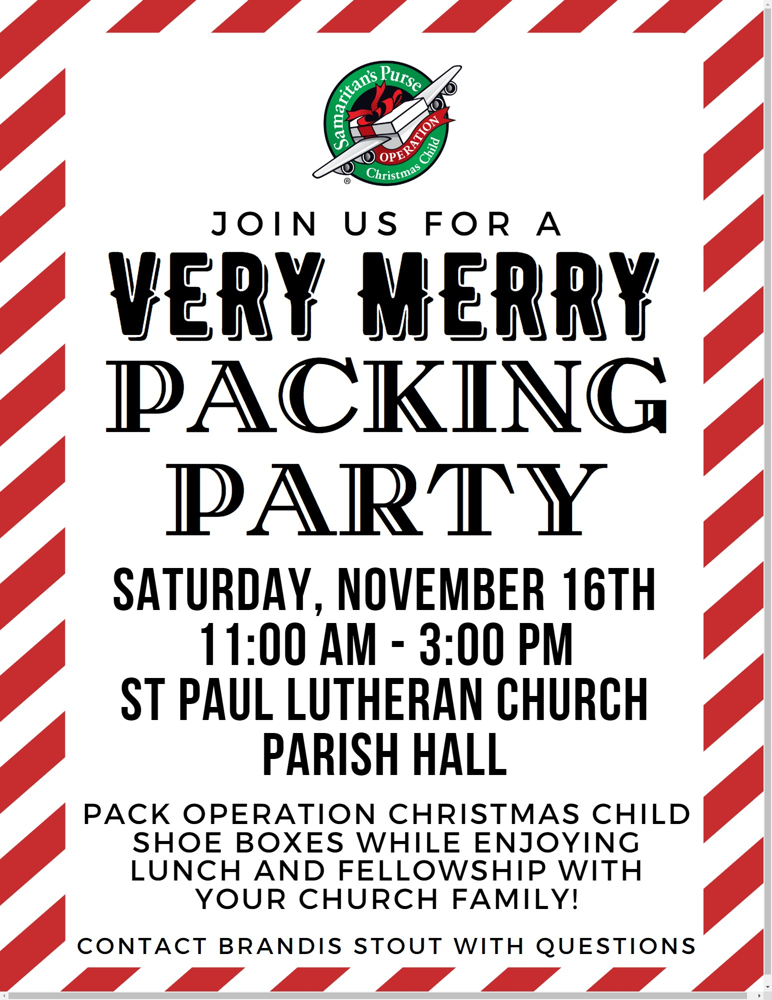 Samaritan's Purse
OPERATION
Christmas Child
®
JOIN US FOR A
VERY MERRY
PACKING
PARTY
SATURDAY, NOVEMBER 16TH
11:00 AM - 3:00 PM
ST PAUL LUTHERAN CHURCH
PARISH HALL
PACK OPERATION CHRISTMAS CHILD
SHOE BOXES WHILE ENJOYING
LUNCH AND FELLOWSHIP WITH
YOUR CHURCH FAMILY!
CONTACT BRANDIS STOUT WITH QUESTIONS